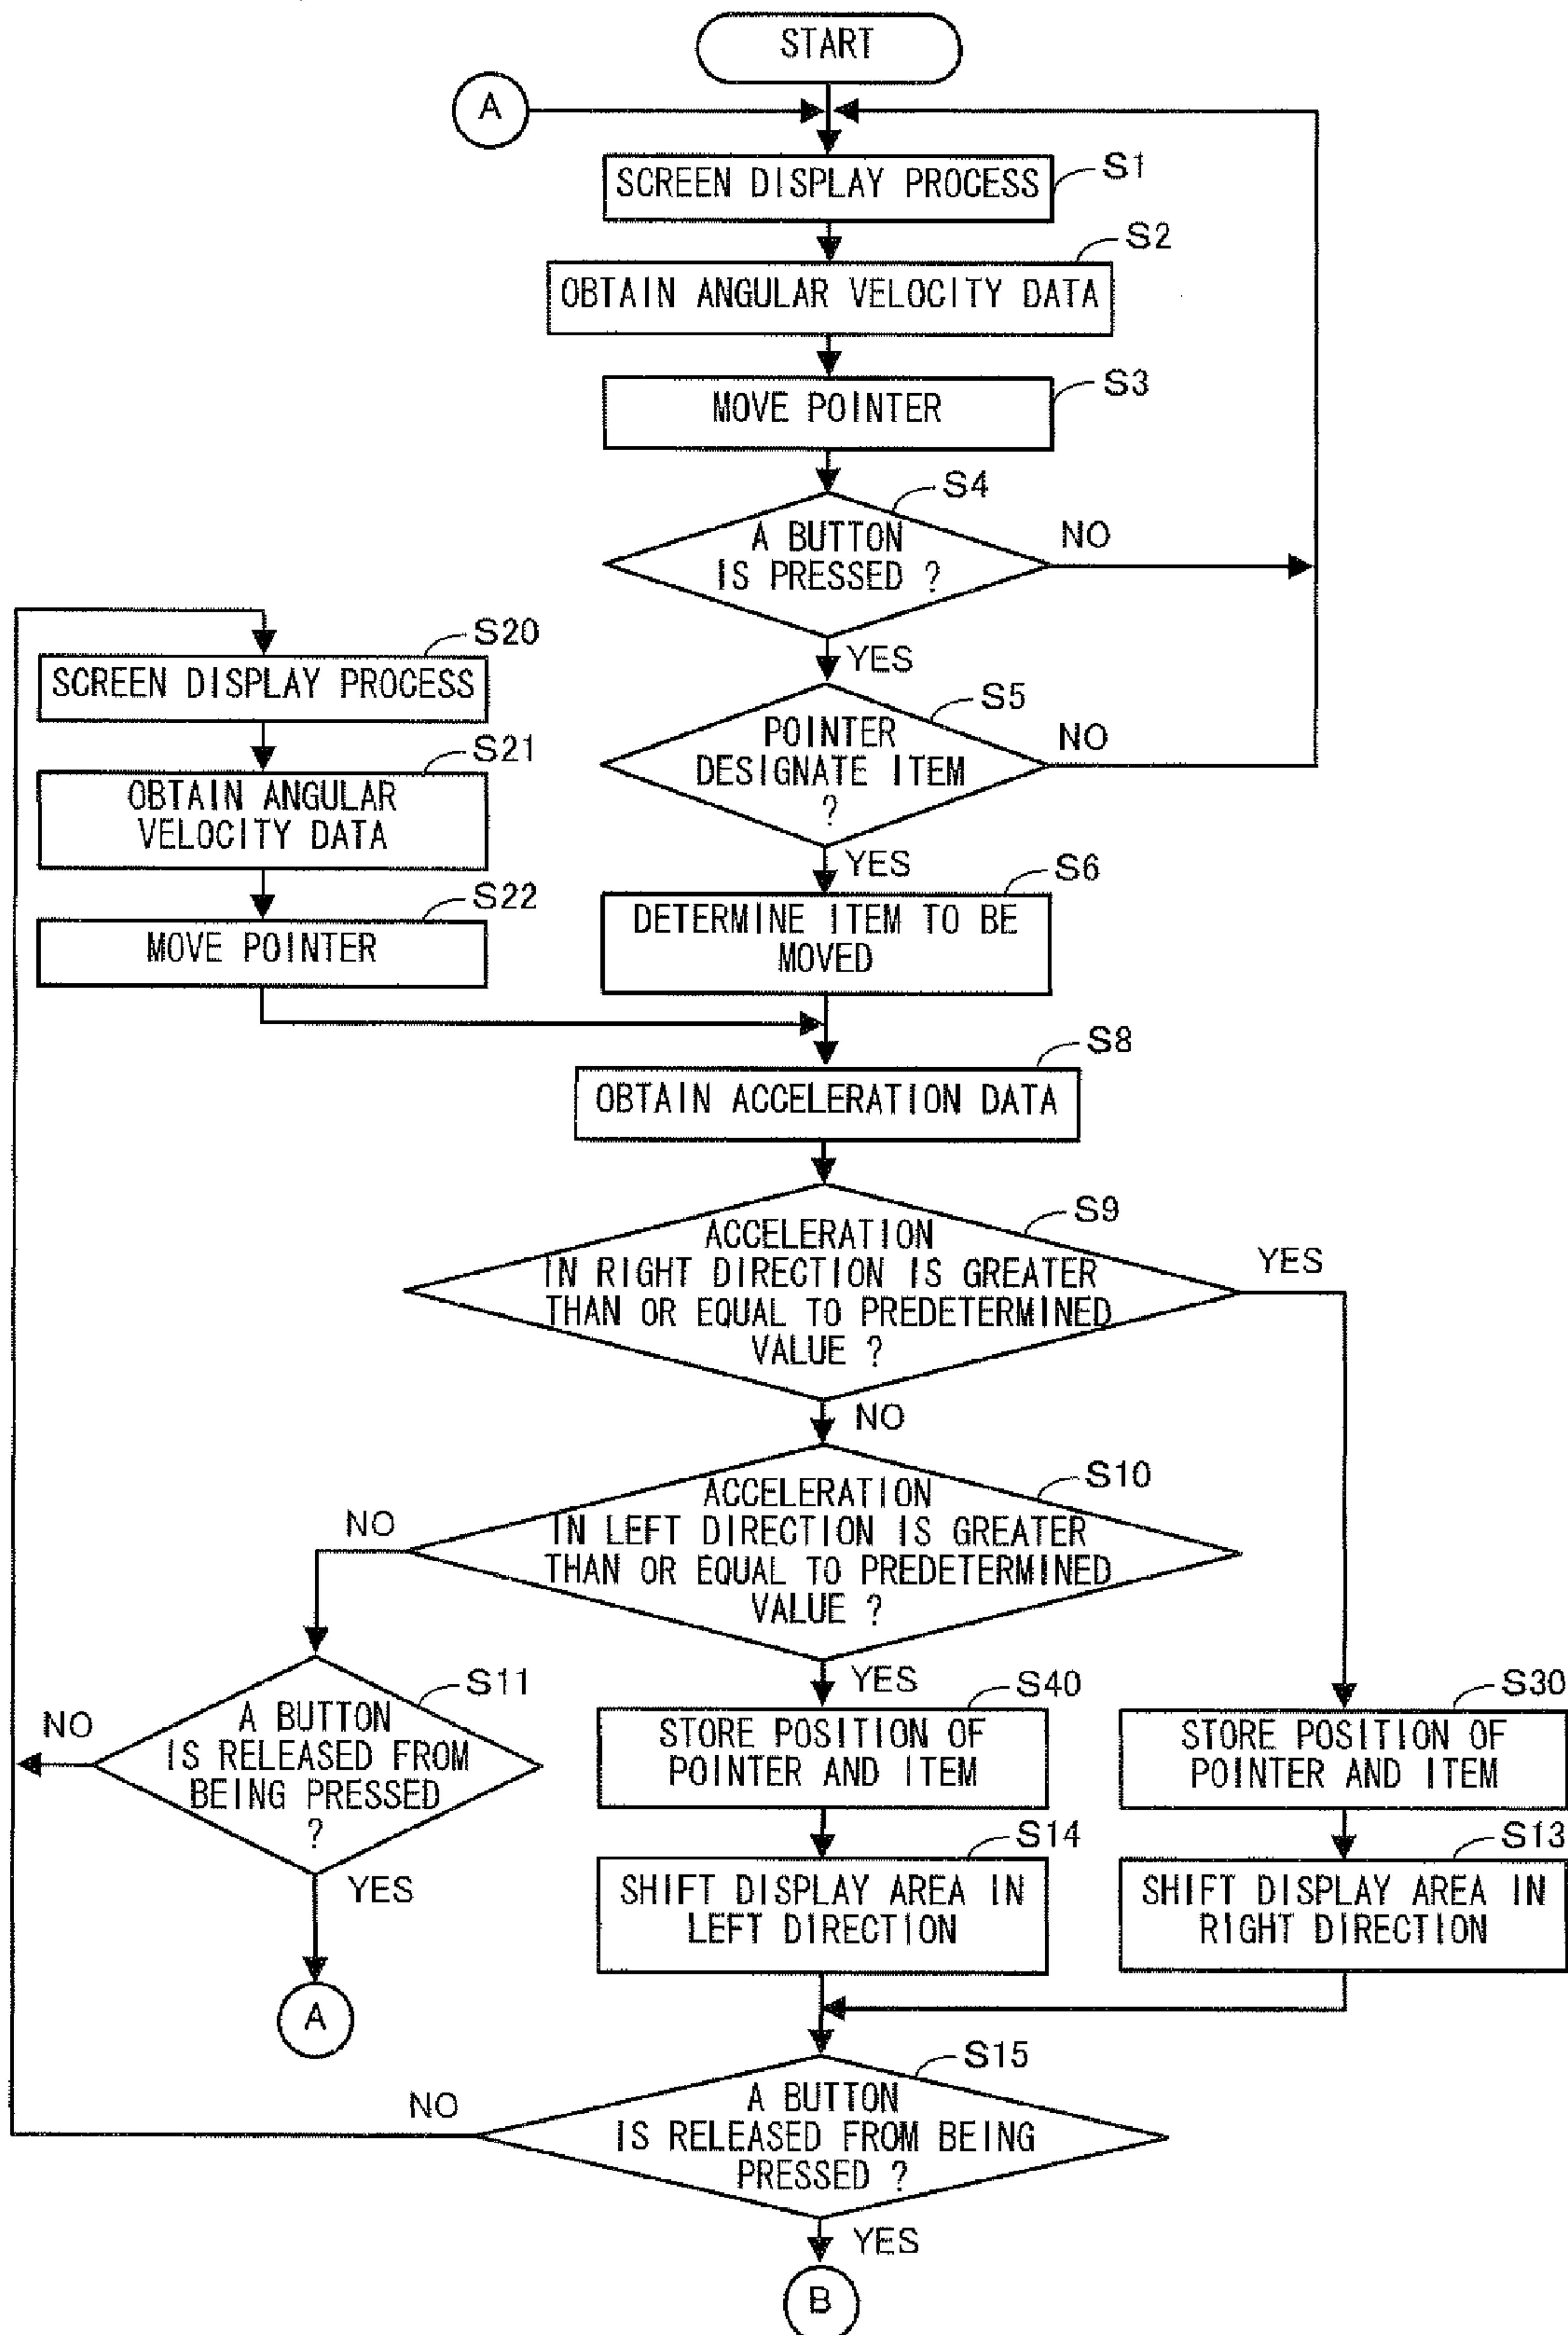 START
A
SCREEN DISPLAY PROCESS
S1
OBTAIN ANGULAR VELOCITY DATA
S2
MOVE POINTER
S3
A BUTTON
IS PRESSED ?
S4
NO
YES
POINTER
DESIGNATE ITEM
?
S5
NO
YES
DETERMINE ITEM TO BE
MOVED
S6
SCREEN DISPLAY PROCESS
S20
OBTAIN ANGULAR
VELOCITY DATA
S21
MOVE POINTER
S22
OBTAIN ACCELERATION DATA
S8
ACCELERATION
IN RIGHT DIRECTION IS GREATER
THAN OR EQUAL TO PREDETERMINED
VALUE ?
S9
YES
NO
ACCELERATION
IN LEFT DIRECTION IS GREATER
THAN OR EQUAL TO PREDETERMINED
VALUE ?
S10
NO
YES
A BUTTON
IS RELEASED FROM
BEING PRESSED
?
S11
NO
YES
A
STORE POSITION OF
POINTER AND ITEM
S40
SHIFT DISPLAY AREA IN
LEFT DIRECTION
S14
STORE POSITION OF
POINTER AND ITEM
S30
SHIFT DISPLAY AREA IN
RIGHT DIRECTION
S13
A BUTTON
IS RELEASED FROM BEING
PRESSED ?
S15
NO
YES
B